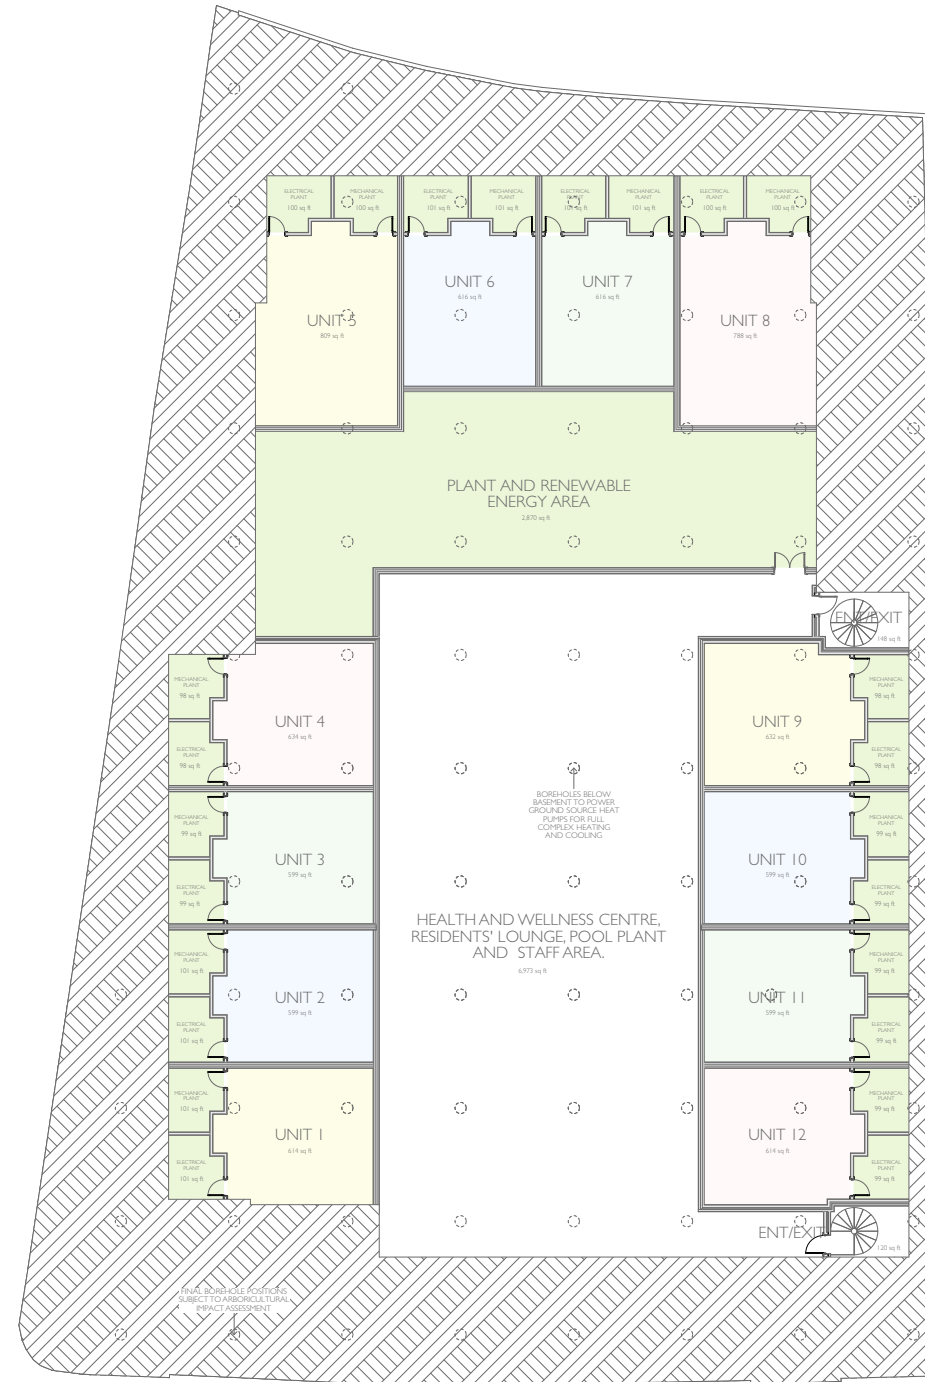 ELECTRICAL
PLANT
100 sq ft
MECHANICAL
PLANT
100 sq ft
ELECTRICAL
PLANT
101 sq ft
MECHANICAL
PLANT
101 sq ft
ELECTRICAL
PLANT
101 sq ft
MECHANICAL
PLANT
101 sq ft
ELECTRICAL
PLANT
100 sq ft
MECHANICAL
PLANT
100 sq ft
UNIT 5
809 sq ft
UNIT 6
616 sq ft
UNIT 7
616 sq ft
UNIT 8
788 sq ft
PLANT AND RENEWABLE
ENERGY AREA
2,870 sq ft
ENT/EXIT
148 sq ft
MECHANICAL
PLANT
98 sq ft
ELECTRICAL
PLANT
98 sq ft
UNIT 4
634 sq ft
UNIT 9
632 sq ft
MECHANICAL
PLANT
98 sq ft
ELECTRICAL
PLANT
98 sq ft
BOREHOLES BELOW
BASEMENT TO POWER
GROUND SOURCE HEAT
PUMPS FOR FULL
COMPLEX HEATING
AND COOLING
MECHANICAL
PLANT
99 sq ft
ELECTRICAL
PLANT
99 sq ft
UNIT 3
599 sq ft
UNIT 10
599 sq ft
MECHANICAL
PLANT
99 sq ft
ELECTRICAL
PLANT
99 sq ft
HEALTH AND WELLNESS CENTRE,
RESIDENTS' LOUNGE, POOL PLANT
AND STAFF AREA.
6,973 sq ft
MECHANICAL
PLANT
101 sq ft
ELECTRICAL
PLANT
101 sq ft
UNIT 2
599 sq ft
UNIT 11
599 sq ft
MECHANICAL
PLANT
99 sq ft
ELECTRICAL
PLANT
99 sq ft
MECHANICAL
PLANT
101 sq ft
ELECTRICAL
PLANT
101 sq ft
UNIT 1
614 sq ft
UNIT 12
614 sq ft
MECHANICAL
PLANT
99 sq ft
ELECTRICAL
PLANT
99 sq ft
ENT/EXIT
120 sq ft
FINAL BOREHOLE POSITIONS
SUBJECT TO ARBORICULTURAL
IMPACT ASSESSMENT